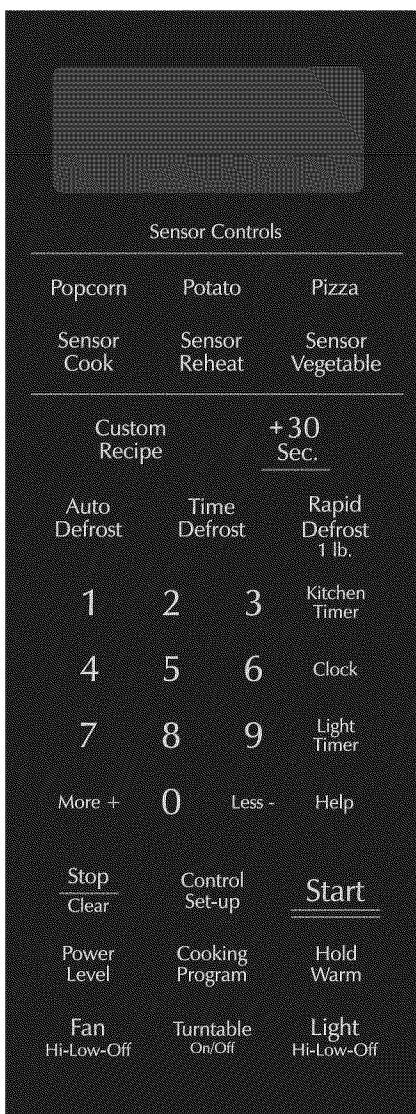 Sensor Controls
Popcorn Potato Pizza
Sensor Cook
Sensor Reheat
Sensor Vegetable
Custom Recipe
+30 Sec.
Auto Defrost
Time Defrost
Rapid Defrost 1 lb.
1 2 3 Kitchen Timer
4 5 6 Clock
7 8 9 Light Timer
More + 0 Less - Help
Stop Clear
Control Set-up
Start
Power Level
Cooking Program
Hold Warm
Fan Hi-Low-Off
Turntable On/Off
Light Hi-Low-Off